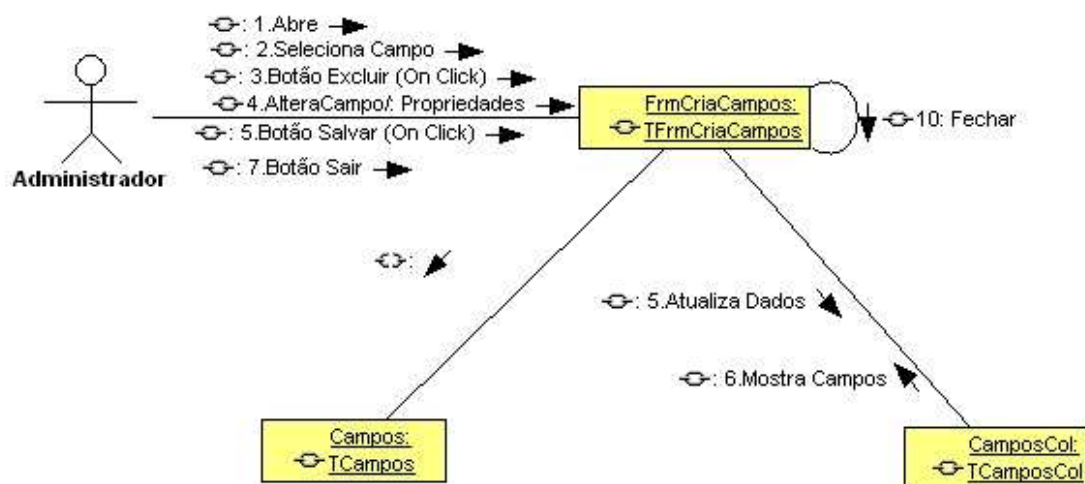 : 1.Abre
: 2.Seleciona Campo
: 3.Botão Excluir (On Click)
4.AlteraCampo/: Propriedades
: 5.Botão Salvar (On Click)
: 7.Botão Sair
Administrador
FrmCriaCampos:
TFrmCriaCampos
10: Fechar
:
: 5.Atualiza Dados
: 6.Mostra Campos
Campos:
TCampos
CamposCol:
TCamposCol